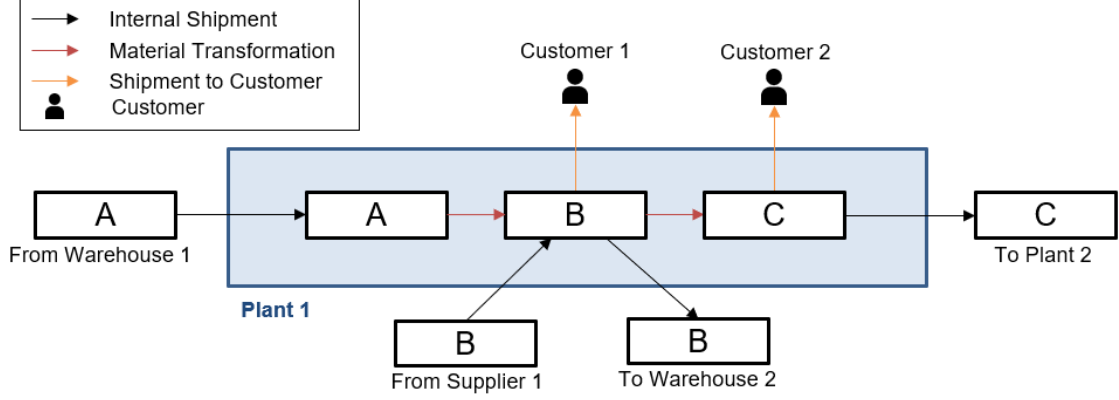 Internal Shipment
Material Transformation
Shipment to Customer
Customer
Customer 1
Customer 2
A
A
B
C
C
From Warehouse 1
To Plant 2
Plant 1
B
B
From Supplier 1
To Warehouse 2